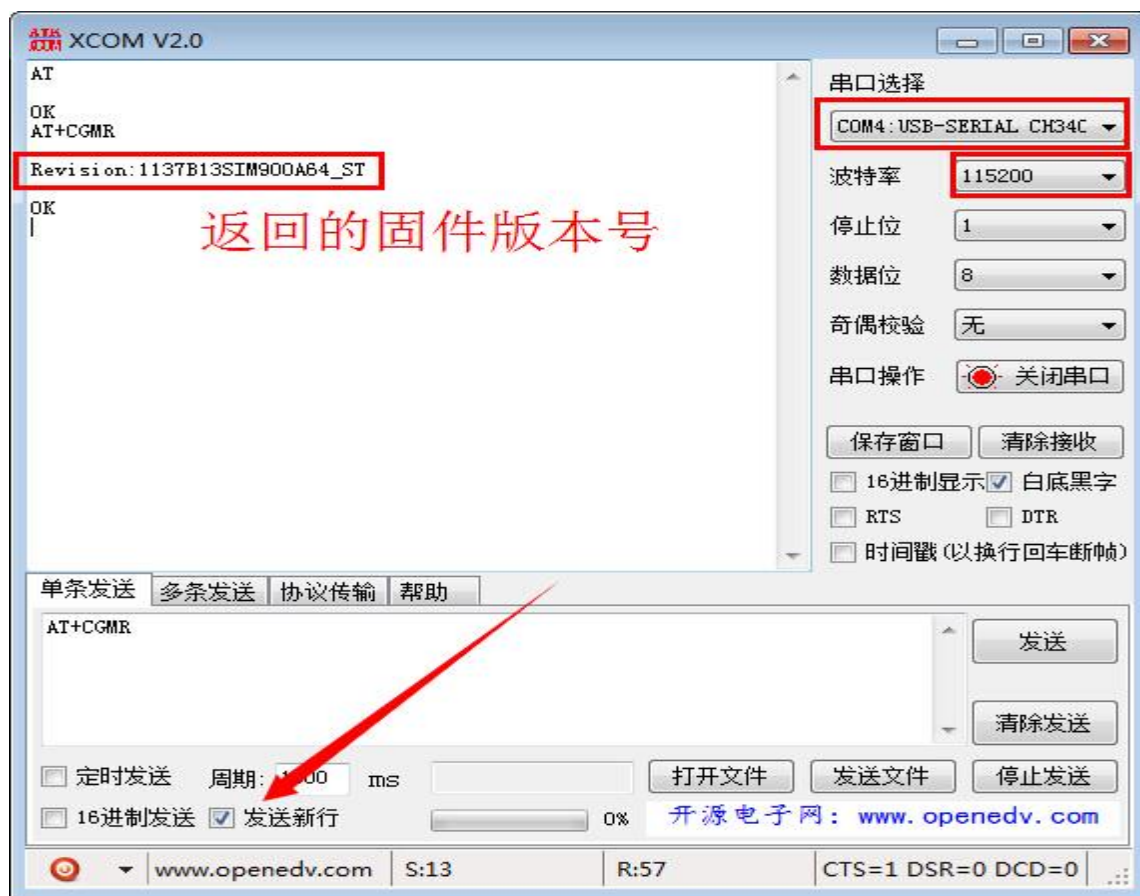 XCOM V2.0
AT
OK
AT+CGMR
Revision:1137B13SIM900A64_ST
OK
返回的固件版本号
串口选择
COM4:USB-SERIAL CH34C
波特率 115200
停止位 1
数据位 8
奇偶校验 无
串口操作 关闭串口
保存窗口 清除接收
16进制显示 白底黑字
RTS DTR
时间戳(以换行回车断帧)
单条发送 多条发送 协议传输 帮助
AT+CGMR
发送
清除发送
定时发送 周期: ms 打开文件 发送文件 停止发送
16进制发送 发送新行 0% 开源电子网: www.openedv.com
www.openedv.com S:13 R:57 CTS=1 DSR=0 DCD=0